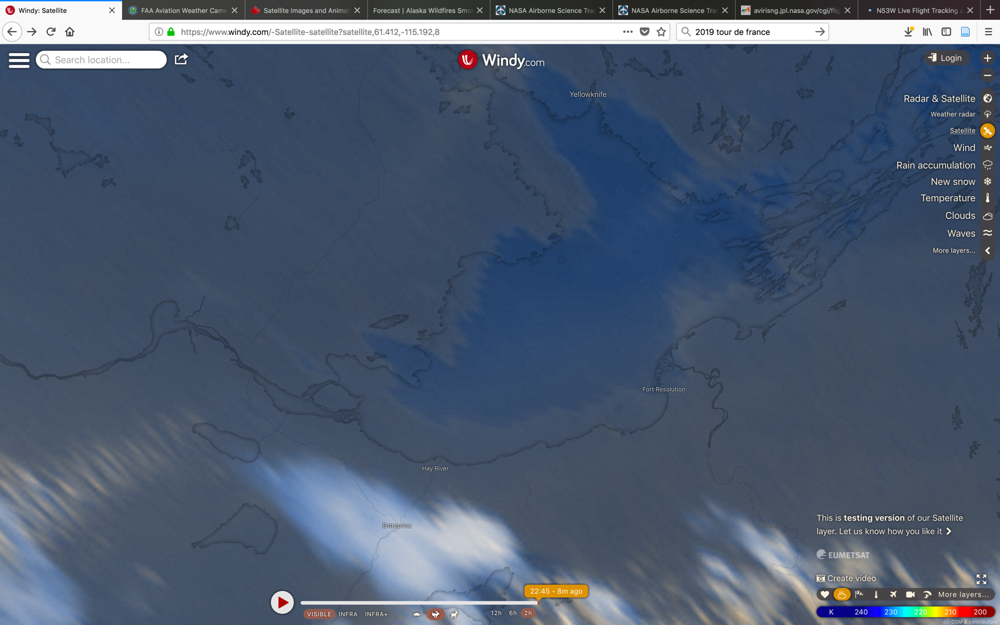 Windy: Satellite
FAA Aviation Weather Came
Satellite Images and Animat
Forecast | Alaska Wildfires Smo
NASA Airborne Science Tra
NASA Airborne Science Tra
avirisng.jpl.nasa.gov/cgi/flig
N53W Live Flight Tracking a
https://www.windy.com/-Satellite-satellite?satellite,61.412,-115.192,8
2019 tour de france
Search location...
Windy.com
Login
Yellowknife
Radar & Satellite
Weather radar
Satellite
Wind
Rain accumulation
New snow
Temperature
Clouds
Waves
More layers...
Fort Resolution
Hay River
Enterprise
This is testing version of our Satellite
layer. Let us know how you like it
EUMETSAT
Create video
More layers...
22:45 - 8m ago
VISIBLE INFRA INFRA+ 12h 6h 2h
K 240 230 220 210 200
(c) OSM & contributors